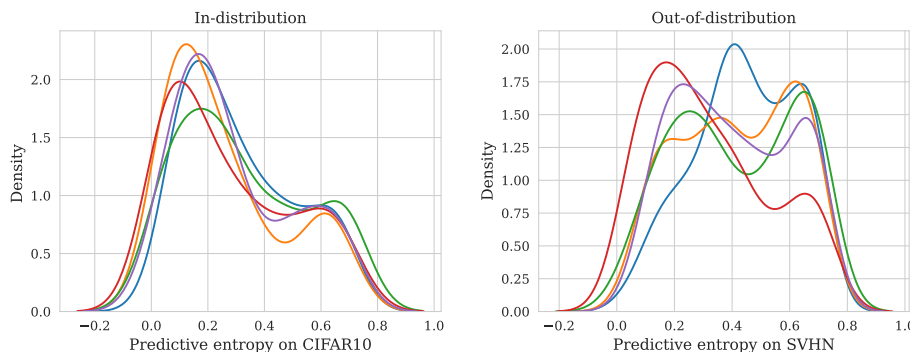 In-distribution
Density
2.0
1.5
1.0
0.5
0.0
−0.2 0.0 0.2 0.4 0.6 0.8 1.0
Predictive entropy on CIFAR10
Out-of-distribution
Density
2.00
1.75
1.50
1.25
1.00
0.75
0.50
0.25
0.00
−0.2 0.0 0.2 0.4 0.6 0.8 1.0
Predictive entropy on SVHN